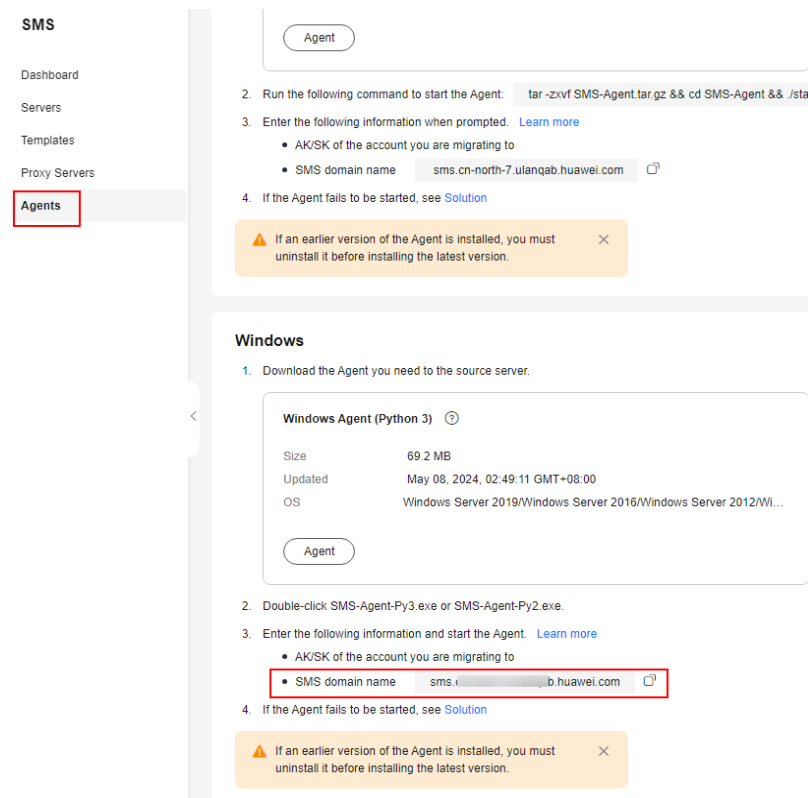 SMS
Dashboard
Servers
Templates
Proxy Servers
Agents
Agent
2. Run the following command to start the Agent: tar -zxvf SMS-Agent.tar.gz && cd SMS-Agent && ./sta
3. Enter the following information when prompted. Learn more
• AK/SK of the account you are migrating to
• SMS domain name sms.cn-north-7.ulanqab.huawei.com
4. If the Agent fails to be started, see Solution
If an earlier version of the Agent is installed, you must
uninstall it before installing the latest version.
Windows
1. Download the Agent you need to the source server.
Windows Agent (Python 3)
Size 69.2 MB
Updated May 08, 2024, 02:49:11 GMT+08:00
OS Windows Server 2019/Windows Server 2016/Windows Server 2012/Wi...
Agent
2. Double-click SMS-Agent-Py3.exe or SMS-Agent-Py2.exe.
3. Enter the following information and start the Agent. Learn more
• AK/SK of the account you are migrating to
• SMS domain name sms. b.huawei.com
4. If the Agent fails to be started, see Solution
If an earlier version of the Agent is installed, you must
uninstall it before installing the latest version.